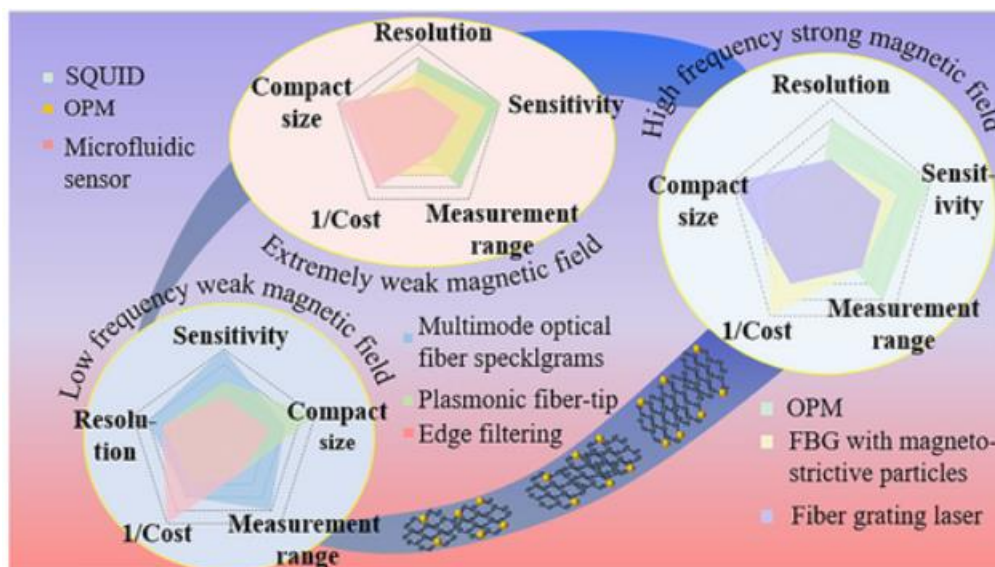 SQUID
OPM
Microfluidic
sensor
Resolution
Compact
size
Sensitivity
1/Cost
Measurement
range
Extremely weak magnetic field
High frequency strong magnetic field
Resolution
Compact
size
Sensit-
ivity
1/Cost
Measurement
range
Low frequency weak magnetic field
Sensitivity
Resolu-
tion
Compact
size
1/Cost
Measurement
range
Multimode optical
fiber specklgrams
Plasmonic fiber-tip
Edge filtering
OPM
FBG with magneto-
strictive particles
Fiber grating laser